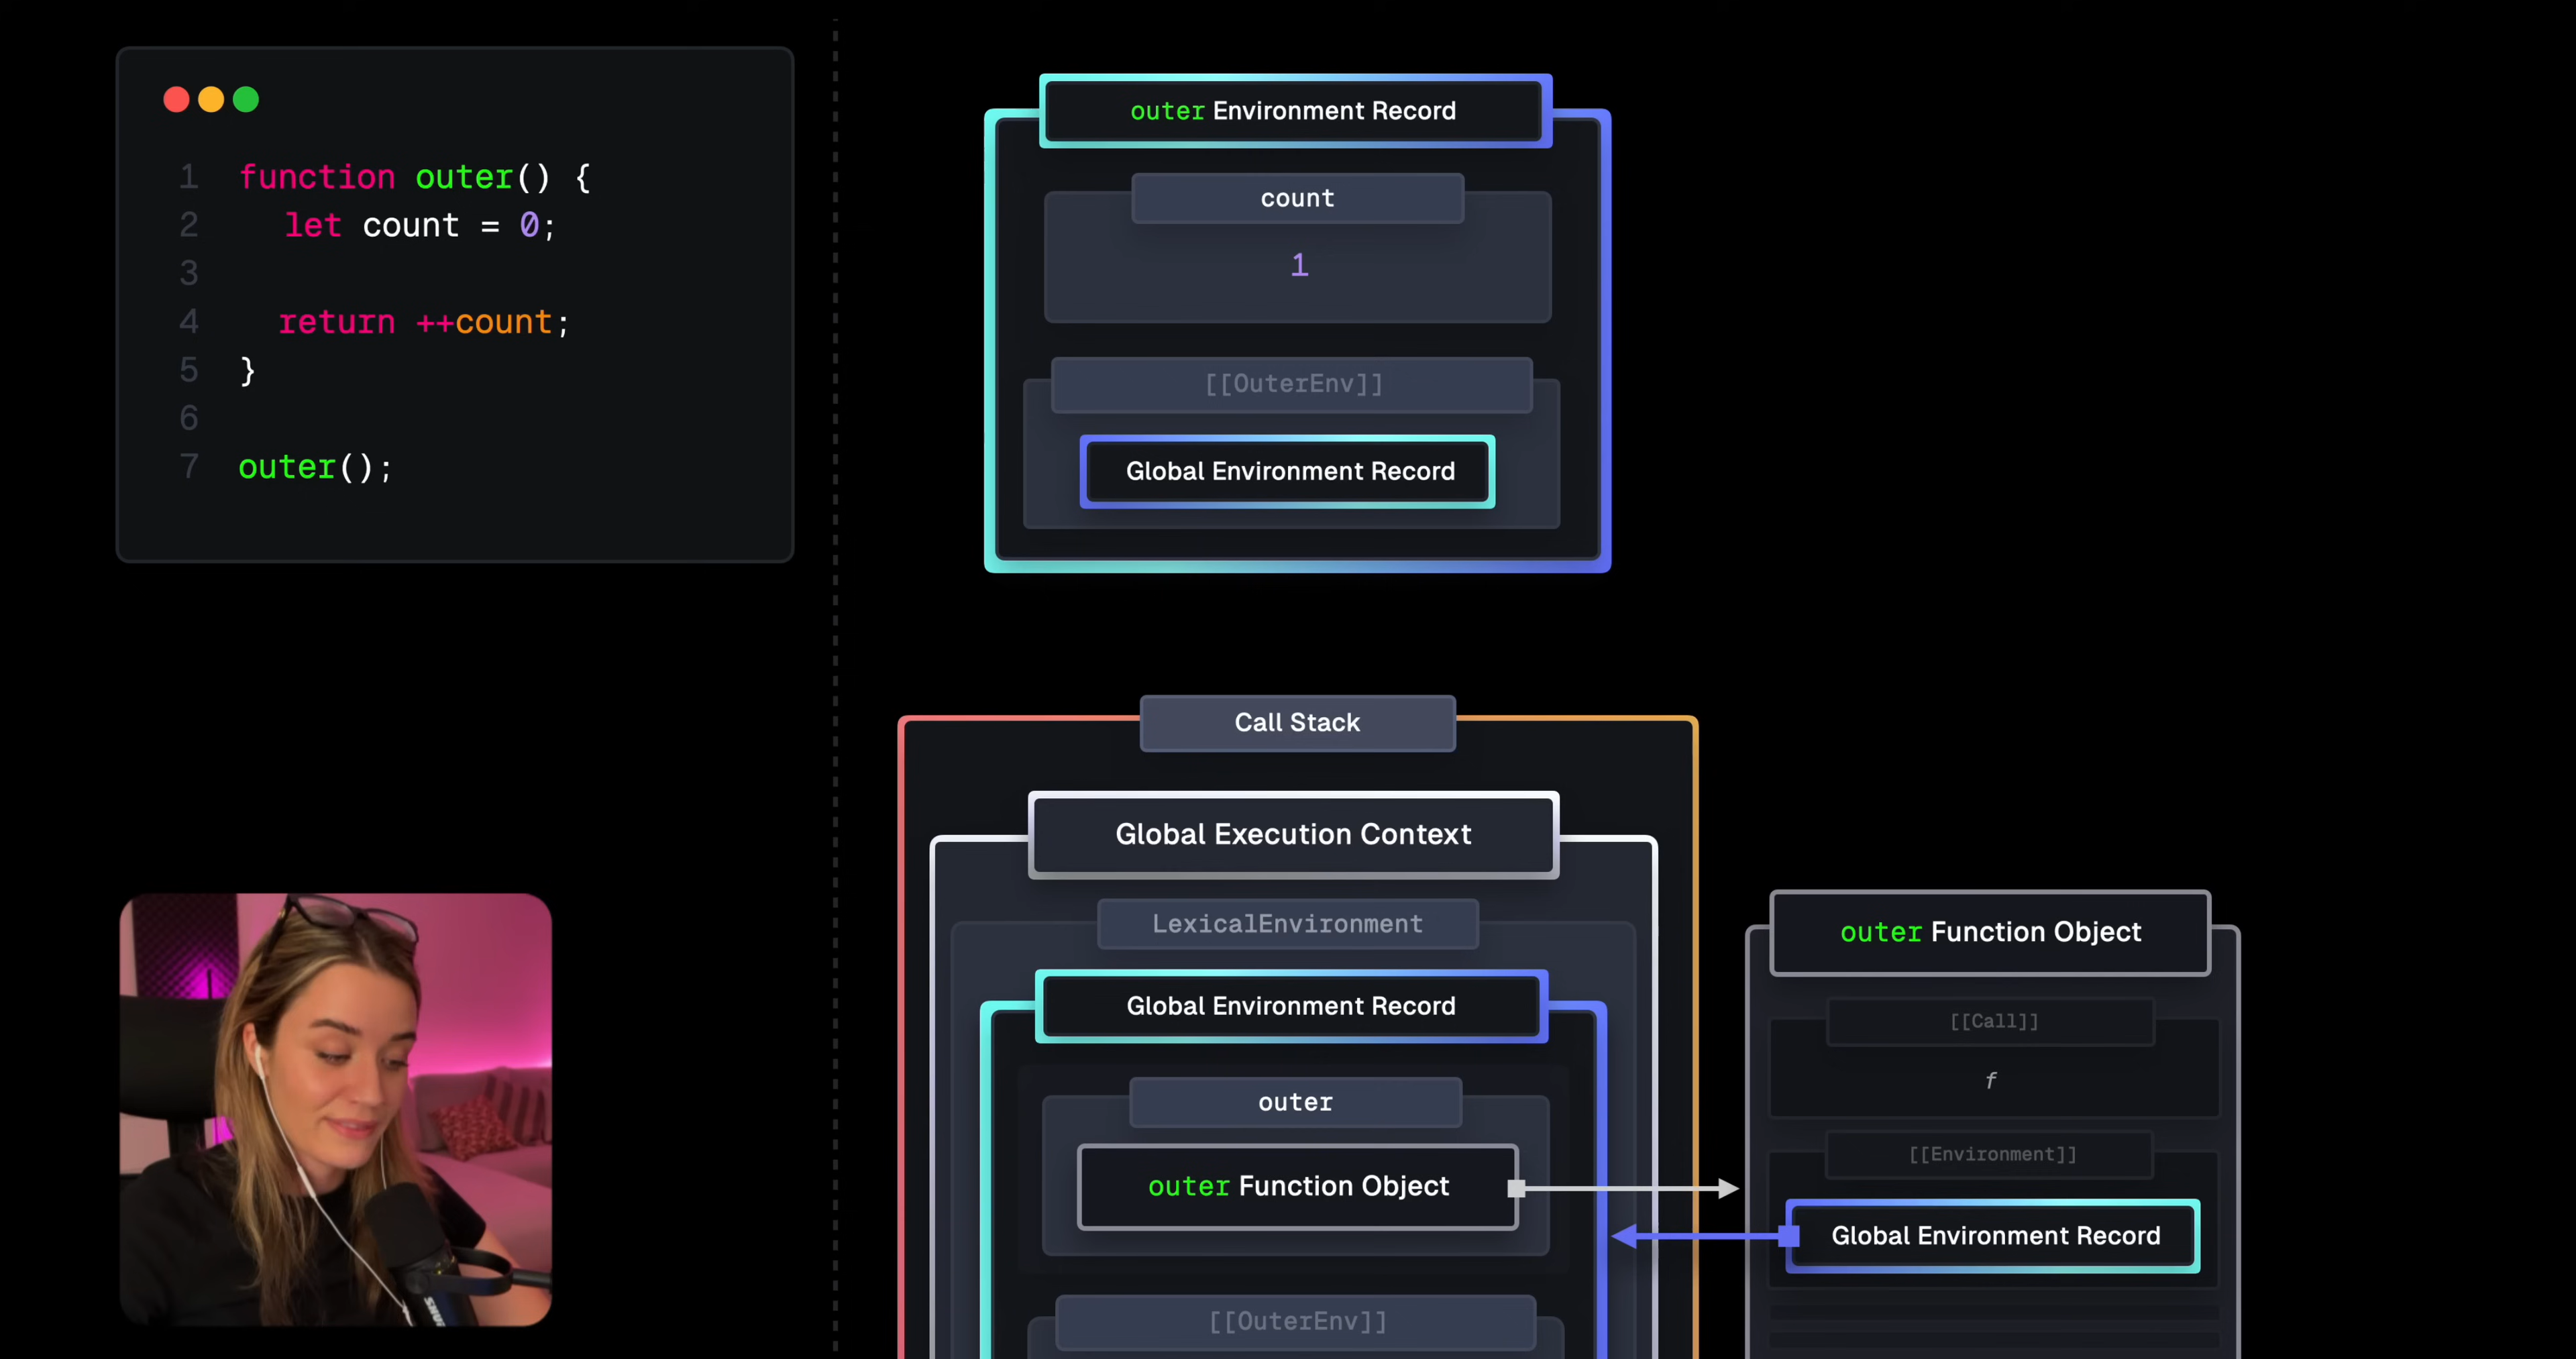 1 function outer() {
2 let count = 0;
3
4 return ++count;
5 }
6
7 outer();
outer Environment Record
count
1
[[OuterEnv]]
Global Environment Record
Call Stack
Global Execution Context
LexicalEnvironment
Global Environment Record
outer
outer Function Object
[[OuterEnv]]
outer Function Object
[[Call]]
f
[[Environment]]
Global Environment Record